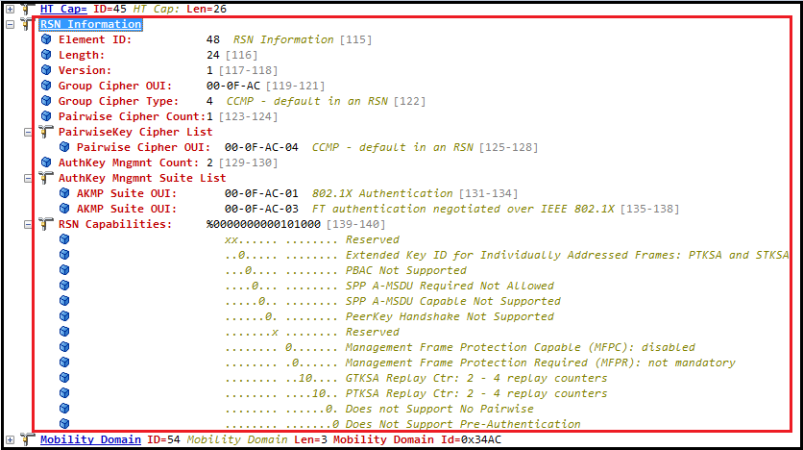 HT Cap= ID=45 HT Cap: Len=26
RSN Information
Element ID: 48 RSN Information [115]
Length: 24 [116]
Version: 1 [117-118]
Group Cipher OUI: 00-0F-AC [119-121]
Group Cipher Type: 4 CCMP - default in an RSN [122]
Pairwise Cipher Count:1 [123-124]
PairwiseKey Cipher List
Pairwise Cipher OUI: 00-0F-AC-04 CCMP - default in an RSN [125-128]
AuthKey Mngmnt Count: 2 [129-130]
AuthKey Mngmnt Suite List
AKMP Suite OUI: 00-0F-AC-01 802.1X Authentication [131-134]
AKMP Suite OUI: 00-0F-AC-03 FT authentication negotiated over IEEE 802.1X [135-138]
RSN Capabilities: %0000000000101000 [139-140]
xx...... ........ Reserved
..0..... ........ Extended Key ID for Individually Addressed Frames: PTKSA and STKSA
...0.... ........ PBAC Not Supported
....0... ........ SPP A-MSDU Required Not Allowed
.....0.. ........ SPP A-MSDU Capable Not Supported
......0. ........ PeerKey Handshake Not Supported
.......x ........ Reserved
........ 0....... Management Frame Protection Capable (MFPC): disabled
........ .0...... Management Frame Protection Required (MFPR): not mandatory
........ ..10.... GTKSA Replay Ctr: 2 - 4 replay counters
........ ....10.. PTKSA Replay Ctr: 2 - 4 replay counters
........ ......0. Does not Support No Pairwise
........ .......0 Does Not Support Pre-Authentication
Mobility Domain ID=54 Mobility Domain Len=3 Mobility Domain Id=0x34AC